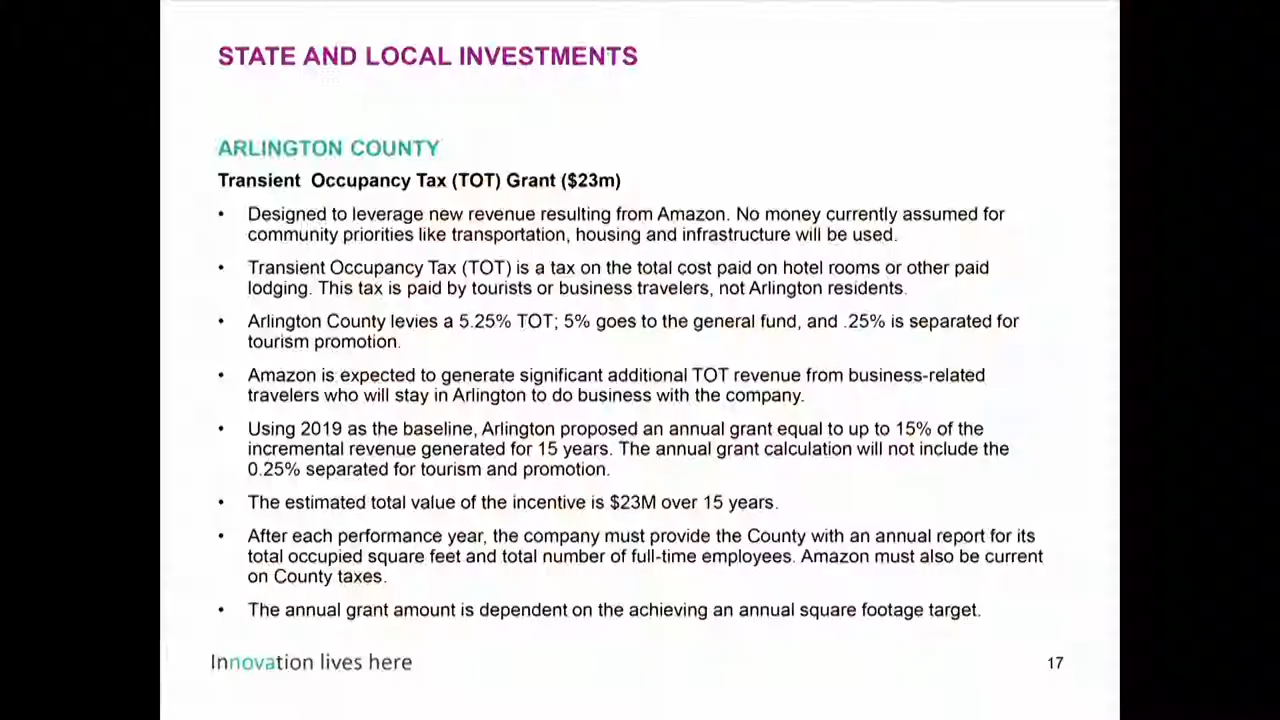 STATE AND LOCAL INVESTMENTS
ARLINGTON COUNTY
Transient Occupancy Tax (TOT) Grant ($23m)
• Designed to leverage new revenue resulting from Amazon. No money currently assumed for
community priorities like transportation, housing and infrastructure will be used.
• Transient Occupancy Tax (TOT) is a tax on the total cost paid on hotel rooms or other paid
lodging. This tax is paid by tourists or business travelers, not Arlington residents.
• Arlington County levies a 5.25% TOT; 5% goes to the general fund, and .25% is separated for
tourism promotion.
• Amazon is expected to generate significant additional TOT revenue from business-related
travelers who will stay in Arlington to do business with the company.
• Using 2019 as the baseline, Arlington proposed an annual grant equal to up to 15% of the
incremental revenue generated for 15 years. The annual grant calculation will not include the
0.25% separated for tourism and promotion.
• The estimated total value of the incentive is $23M over 15 years.
• After each performance year, the company must provide the County with an annual report for its
total occupied square feet and total number of full-time employees. Amazon must also be current
on County taxes.
• The annual grant amount is dependent on the achieving an annual square footage target.
Innovation lives here
17